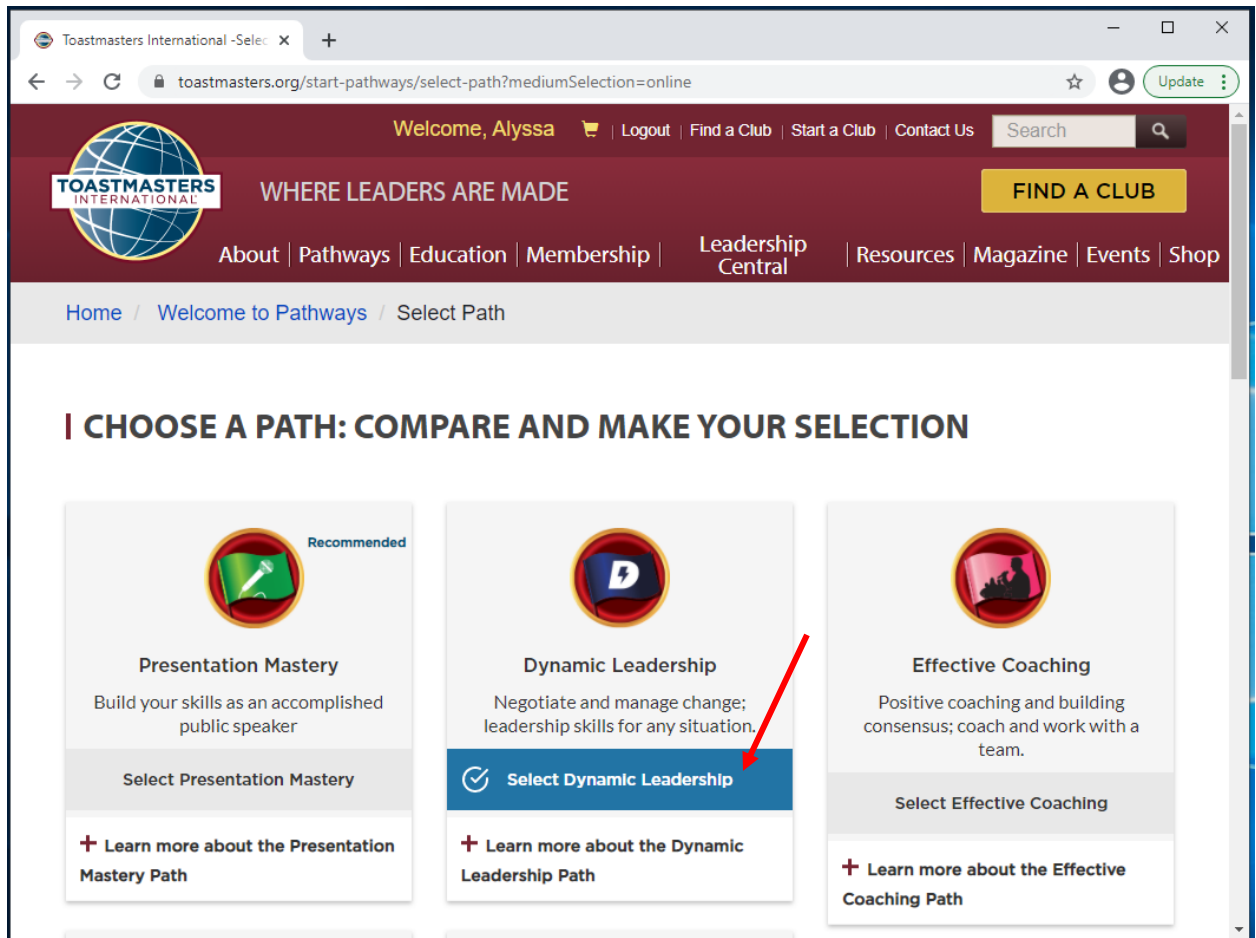 Toastmasters International -Selec
toastmasters.org/start-pathways/select-path?mediumSelection=online
Update
Welcome, Alyssa | Logout | Find a Club | Start a Club | Contact Us
Search
TOASTMASTERS
INTERNATIONAL
WHERE LEADERS ARE MADE
FIND A CLUB
About | Pathways | Education | Membership | Leadership Central | Resources | Magazine | Events | Shop
Home / Welcome to Pathways / Select Path
CHOOSE A PATH: COMPARE AND MAKE YOUR SELECTION
Recommended
Presentation Mastery
Build your skills as an accomplished
public speaker
Select Presentation Mastery
+ Learn more about the Presentation
Mastery Path
D
Dynamic Leadership
Negotiate and manage change;
leadership skills for any situation.
Select Dynamic Leadership
+ Learn more about the Dynamic
Leadership Path
Effective Coaching
Positive coaching and building
consensus; coach and work with a
team.
Select Effective Coaching
+ Learn more about the Effective
Coaching Path